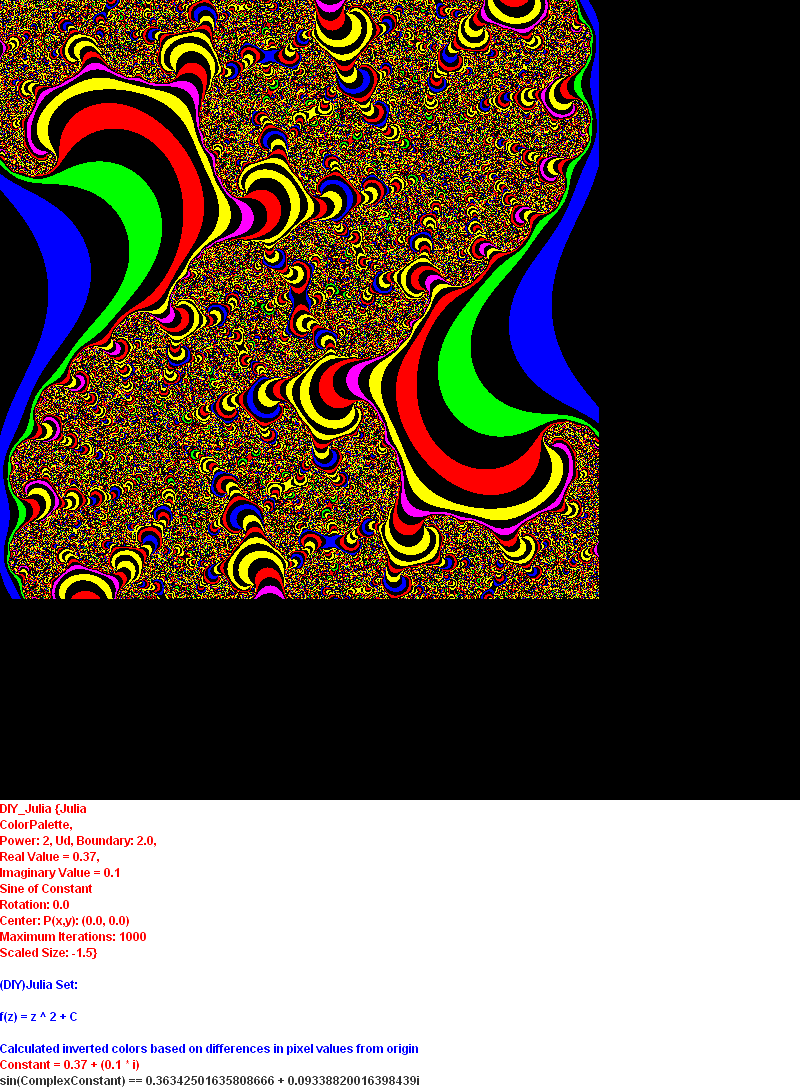 DIY_Julia {Julia
ColorPalette,
Power: 2, Ud, Boundary: 2.0,
Real Value = 0.37,
Imaginary Value = 0.1
Sine of Constant
Rotation: 0.0
Center: P(x,y): (0.0, 0.0)
Maximum Iterations: 1000
Scaled Size: -1.5}
(DIY)Julia Set:
f(z) = z ^ 2 + C
Calculated inverted colors based on differences in pixel values from origin
Constant = 0.37 + (0.1 * i)
sin(ComplexConstant) == 0.36342501635808666 + 0.09338820016398439i